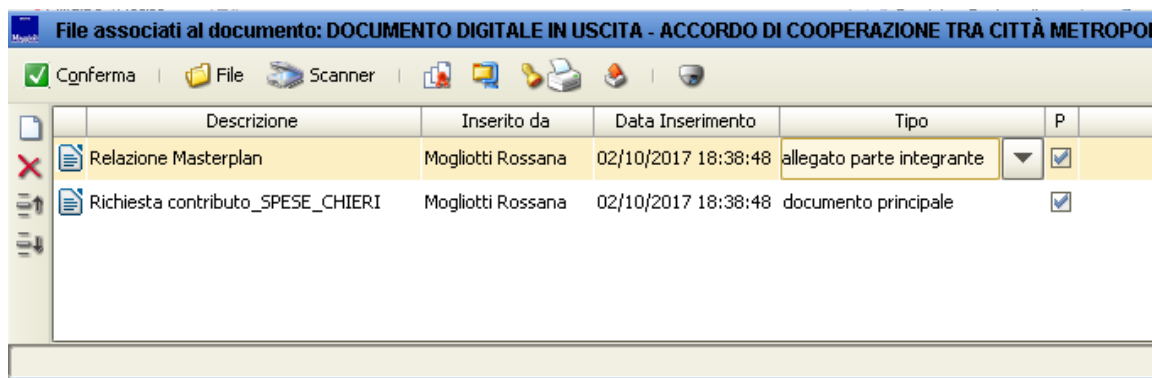 File associati al documento: DOCUMENTO DIGITALE IN USCITA - ACCORDO DI COOPERAZIONE TRA CITTÀ METROPO
Conferma File Scanner
Descrizione Inserito da Data Inserimento Tipo P
Relazione Masterplan Mogliotti Rossana 02/10/2017 18:38:48 allegato parte integrante
Richiesta contributo_SPESE_CHIERI Mogliotti Rossana 02/10/2017 18:38:48 documento principale